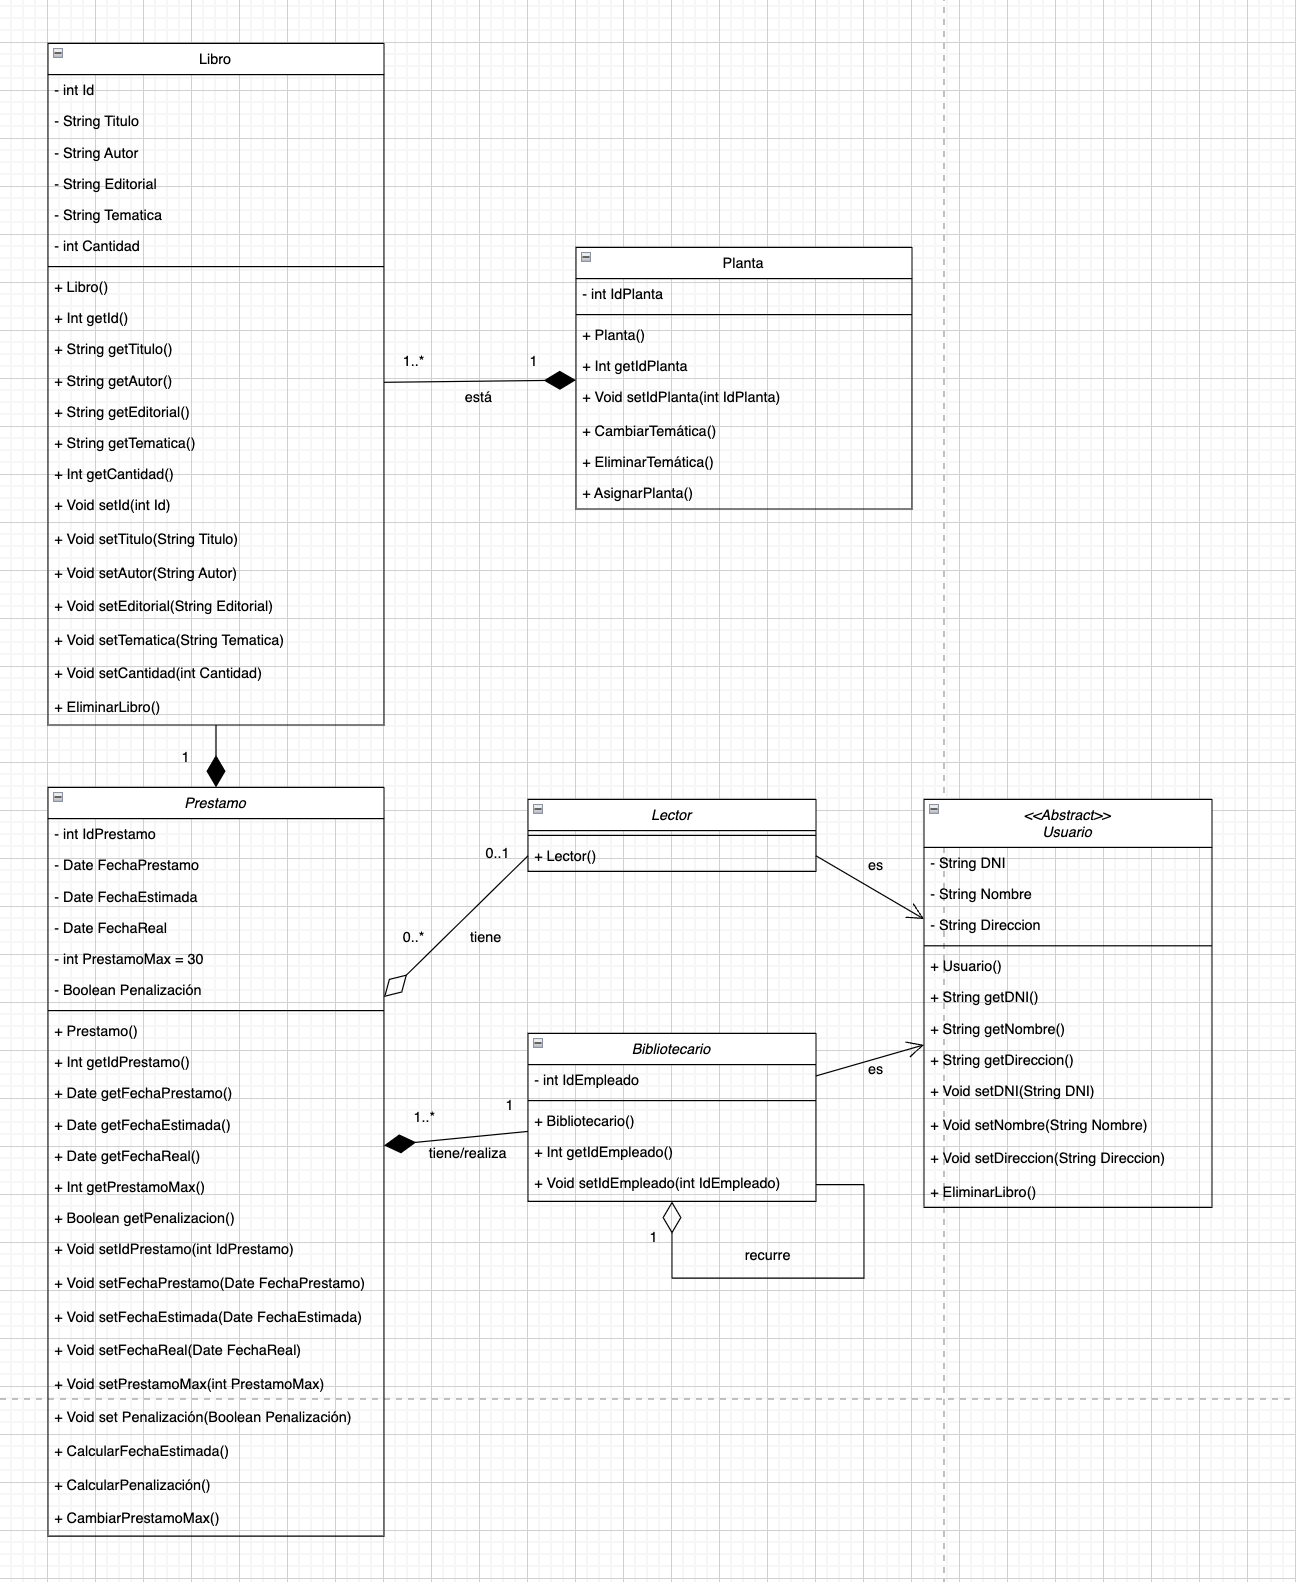 Libro
- int Id
- String Titulo
- String Autor
- String Editorial
- String Tematica
- int Cantidad
+ Libro()
+ Int getId()
+ String getTitulo()
+ String getAutor()
+ String getEditorial()
+ String getTematica()
+ Int getCantidad()
+ Void setId(int Id)
+ Void setTitulo(String Titulo)
+ Void setAutor(String Autor)
+ Void setEditorial(String Editorial)
+ Void setTematica(String Tematica)
+ Void setCantidad(int Cantidad)
+ EliminarLibro()
1..*
1
está
Planta
- int IdPlanta
+ Planta()
+ Int getIdPlanta
+ Void setIdPlanta(int IdPlanta)
+ CambiarTemática()
+ EliminarTemática()
+ AsignarPlanta()
1
Prestamo
- int IdPrestamo
- Date FechaPrestamo
- Date FechaEstimada
- Date FechaReal
- int PrestamoMax = 30
- Boolean Penalización
+ Prestamo()
+ Int getIdPrestamo()
+ Date getFechaPrestamo()
+ Date getFechaEstimada()
+ Date getFechaReal()
+ Int getPrestamoMax()
+ Boolean getPenalizacion()
+ Void setIdPrestamo(int IdPrestamo)
+ Void setFechaPrestamo(Date FechaPrestamo)
+ Void setFechaEstimada(Date FechaEstimada)
+ Void setFechaReal(Date FechaReal)
+ Void setPrestamoMax(int PrestamoMax)
+ Void set Penalización(Boolean Penalización)
+ CalcularFechaEstimada()
+ CalcularPenalización()
+ CambiarPrestamoMax()
0..1
0..*
tiene
Lector
+ Lector()
es
1
1..*
tiene/realiza
Bibliotecario
- int IdEmpleado
+ Bibliotecario()
+ Int getIdEmpleado()
+ Void setIdEmpleado(int IdEmpleado)
1
recurre
es
<<Abstract>>
Usuario
- String DNI
- String Nombre
- String Direccion
+ Usuario()
+ String getDNI()
+ String getNombre()
+ String getDireccion()
+ Void setDNI(String DNI)
+ Void setNombre(String Nombre)
+ Void setDireccion(String Direccion)
+ EliminarLibro()